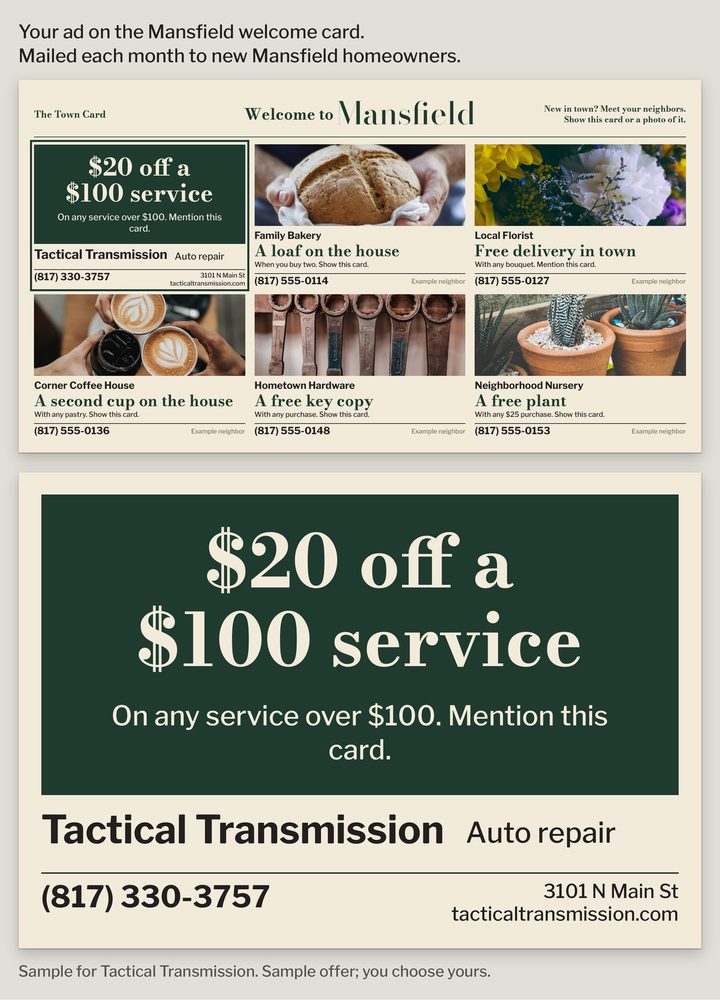 Your ad on the Mansfield welcome card.
Mailed each month to new Mansfield homeowners.
The Town Card
Welcome to Mansfield
New in town? Meet your neighbors.
Show this card or a photo of it.
$20 off a
$100 service
On any service over $100. Mention this
card.
Tactical Transmission Auto repair
(817) 330-3757
3101 N Main St
tacticaltransmission.com
Family Bakery
A loaf on the house
When you buy two. Show this card.
(817) 555-0114
Example neighbor
Local Florist
Free delivery in town
With any bouquet. Mention this card.
(817) 555-0127
Example neighbor
Corner Coffee House
A second cup on the house
With any pastry. Show this card.
(817) 555-0136
Example neighbor
Hometown Hardware
A free key copy
With any purchase. Show this card.
(817) 555-0148
Example neighbor
Neighborhood Nursery
A free plant
With any $25 purchase. Show this card.
(817) 555-0153
Example neighbor
$20 off a
$100 service
On any service over $100. Mention this
card.
Tactical Transmission Auto repair
(817) 330-3757
3101 N Main St
tacticaltransmission.com
Sample for Tactical Transmission. Sample offer; you choose yours.